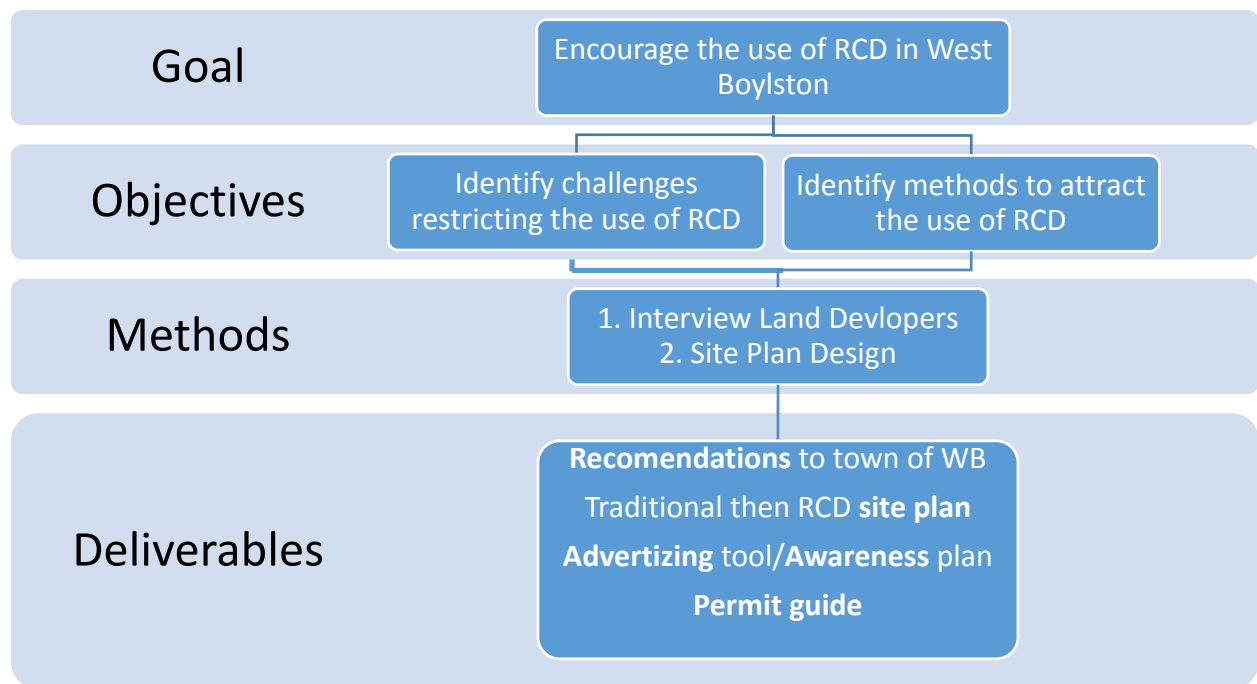 Goal
Encourage the use of RCD in West
Boylston
Objectives
Identify challenges
restricting the use of RCD
Identify methods to attract
the use of RCD
Methods
1. Interview Land Devlopers
2. Site Plan Design
Deliverables
Recomendations to town of WB
Traditional then RCD site plan
Advertizing tool/Awareness plan
Permit guide